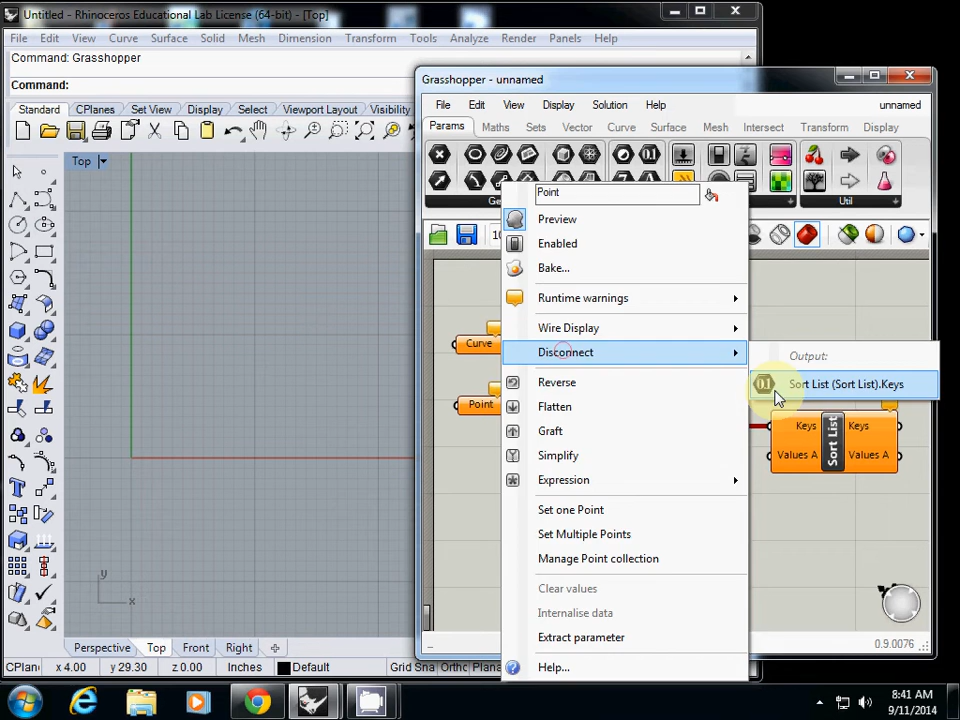 Untitled - Rhinoceros Educational Lab License (64-bit) - [Top]
File Edit View Curve Surface Solid Mesh Dimension Transform Tools Analyze Render Panels Help
Command: Grasshopper
Command:
Standard CPlanes Set View Display Select Viewport Layout Visibility
Top
Grasshopper - unnamed
File Edit View Display Solution Help unnamed
Params Maths Sets Vector Curve Surface Mesh Intersect Transform Display
Util
Point
Preview
Enabled
Bake...
Runtime warnings
Wire Display
Disconnect
Reverse
Flatten
Graft
Simplify
Expression
Set one Point
Set Multiple Points
Manage Point collection
Clear values
Internalise data
Extract parameter
Help...
Output:
Sort List (Sort List).Keys
Curve
Point
Keys
Values A
Sort List
Keys
Values A
0.9.0076
y
x
Perspective Top Front Right
CPlan x 4.00 y 29.30 z 0.00 Inches Default Grid Sna Ortho Plana
8:41 AM
9/11/2014